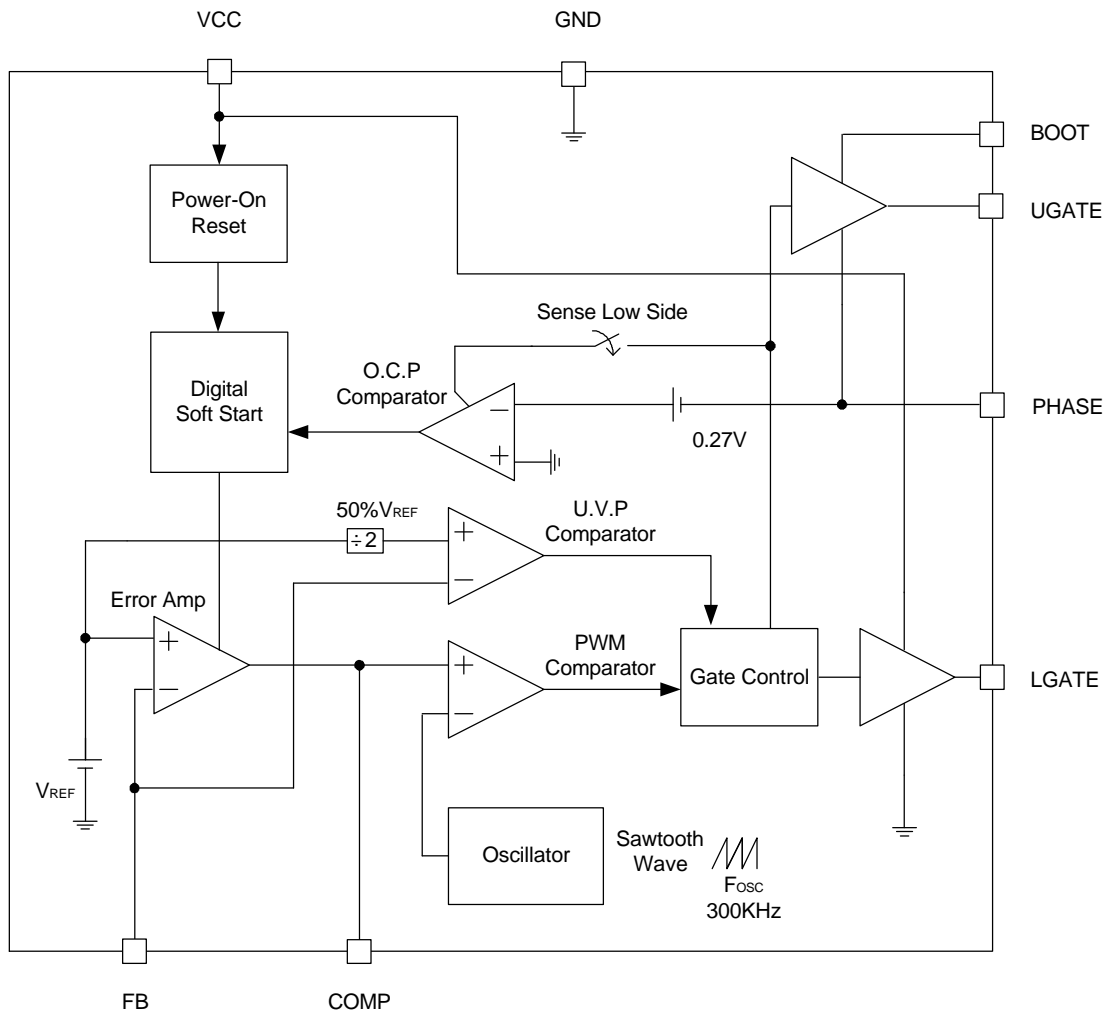 VCC
GND
BOOT
Power-On
Reset
UGATE
Sense Low Side
O.C.P
Comparator
Digital
Soft Start
−
+
0.27V
PHASE
50%VREF
÷2
U.V.P
Comparator
+
−
Error Amp
+
−
PWM
Comparator
+
−
Gate Control
LGATE
VREF
Oscillator
Sawtooth
Wave
FOSC
300KHz
FB
COMP